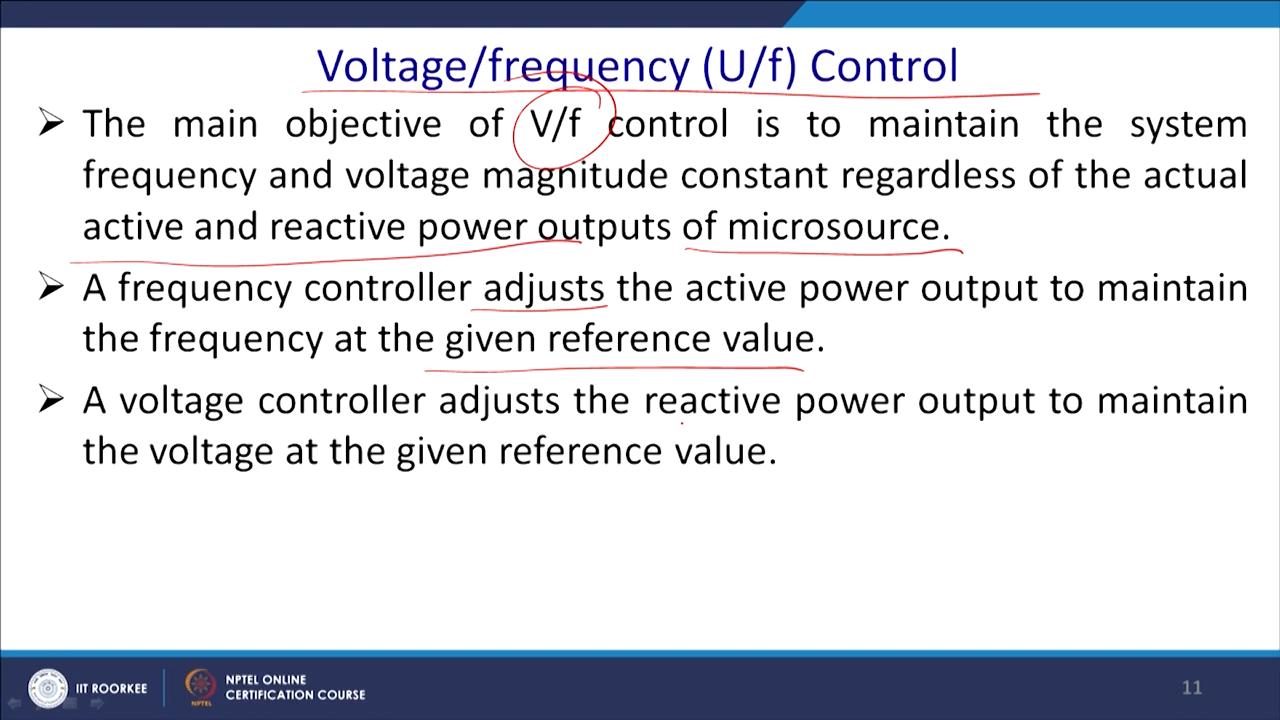 Voltage/frequency (U/f) Control
➢ The main objective of V/f control is to maintain the system
frequency and voltage magnitude constant regardless of the actual
active and reactive power outputs of microsource.
➢ A frequency controller adjusts the active power output to maintain
the frequency at the given reference value.
➢ A voltage controller adjusts the reactive power output to maintain
the voltage at the given reference value.
IIT ROORKEE
NPTEL
NPTEL ONLINE
CERTIFICATION COURSE
11